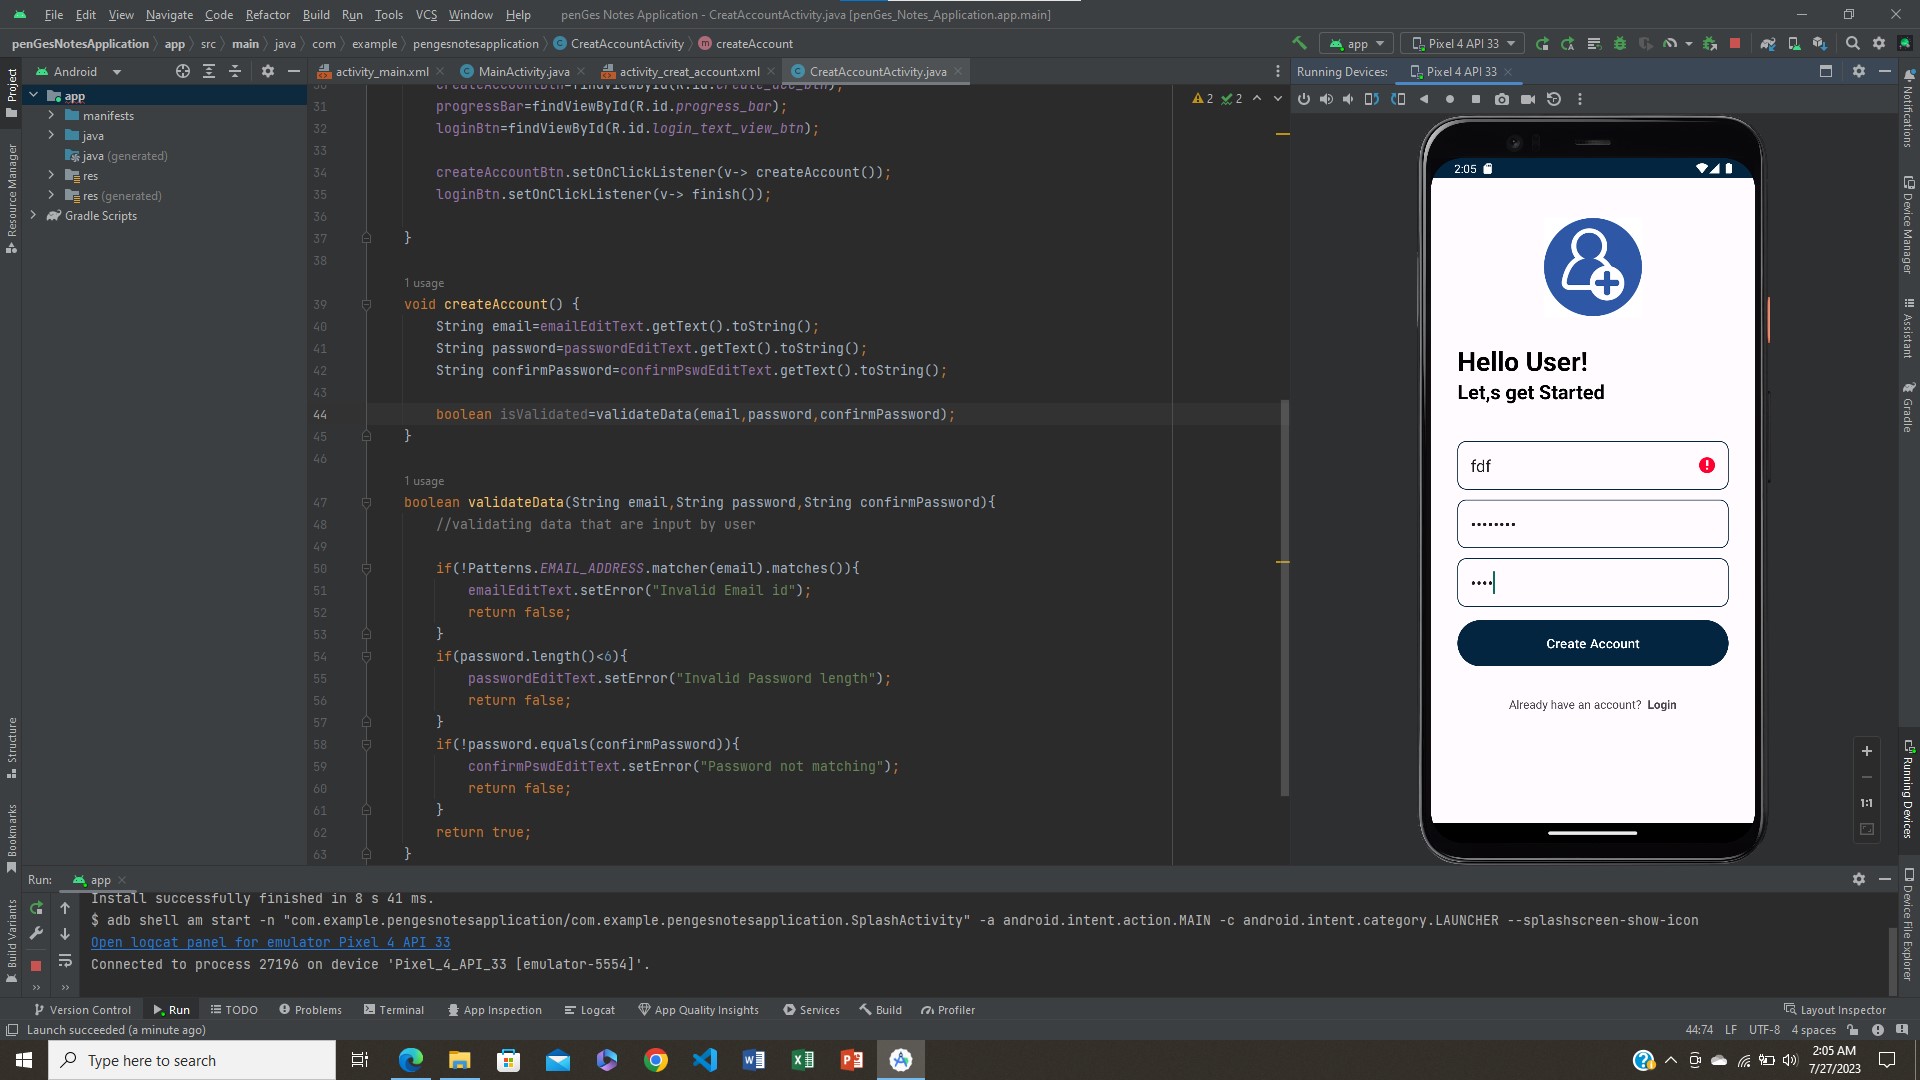 File Edit View Navigate Code Refactor Build Run Tools VCS Window Help penGes Notes Application - CreatAccountActivity.java [penGes_Notes_Application.app.main]
penGesNotesApplication app src main java com example pengesnotesapplication CreatAccountActivity createAccount
app Pixel 4 API 33
Project
Resource Manager
Structure
Bookmarks
Build Variants
Android
app
manifests
java
java (generated)
res
res (generated)
Gradle Scripts
activity_main.xml MainActivity.java activity_creat_account.xml CreatAccountActivity.java
2 2
31 progressBar=findViewById(R.id.progress_bar);
32 loginBtn=findViewById(R.id.login_text_view_btn);
33
34 createAccountBtn.setOnClickListener(v-> createAccount());
35 loginBtn.setOnClickListener(v-> finish());
36
37 }
38
1 usage
39 void createAccount() {
40 String email=emailEditText.getText().toString();
41 String password=passwordEditText.getText().toString();
42 String confirmPassword=confirmPswdEditText.getText().toString();
43
44 boolean isValidated=validateData(email,password,confirmPassword);
45 }
46
1 usage
47 boolean validateData(String email,String password,String confirmPassword){
48 //validating data that are input by user
49
50 if(!Patterns.EMAIL_ADDRESS.matcher(email).matches()){
51 emailEditText.setError("Invalid Email id");
52 return false;
53 }
54 if(password.length()<6){
55 passwordEditText.setError("Invalid Password length");
56 return false;
57 }
58 if(!password.equals(confirmPassword)){
59 confirmPswdEditText.setError("Password not matching");
60 return false;
61 }
62 return true;
63 }
Running Devices: Pixel 4 API 33
2:05
Hello User!
Let,s get Started
fdf
••••••••
••••
Create Account
Already have an account? Login
1:1
Notifications
Device Manager
Assistant
Gradle
Running Devices
Device File Explorer
Run: app
Install successfully finished in 8 s 41 ms.
$ adb shell am start -n "com.example.pengesnotesapplication/com.example.pengesnotesapplication.SplashActivity" -a android.intent.action.MAIN -c android.intent.category.LAUNCHER --splashscreen-show-icon
Open logcat panel for emulator Pixel 4 API 33
Connected to process 27196 on device 'Pixel_4_API_33 [emulator-5554]'.
Version Control Run TODO Problems Terminal App Inspection Logcat App Quality Insights Services Build Profiler Layout Inspector
Launch succeeded (a minute ago) 44:74 LF UTF-8 4 spaces
Type here to search
2:05 AM
7/27/2023